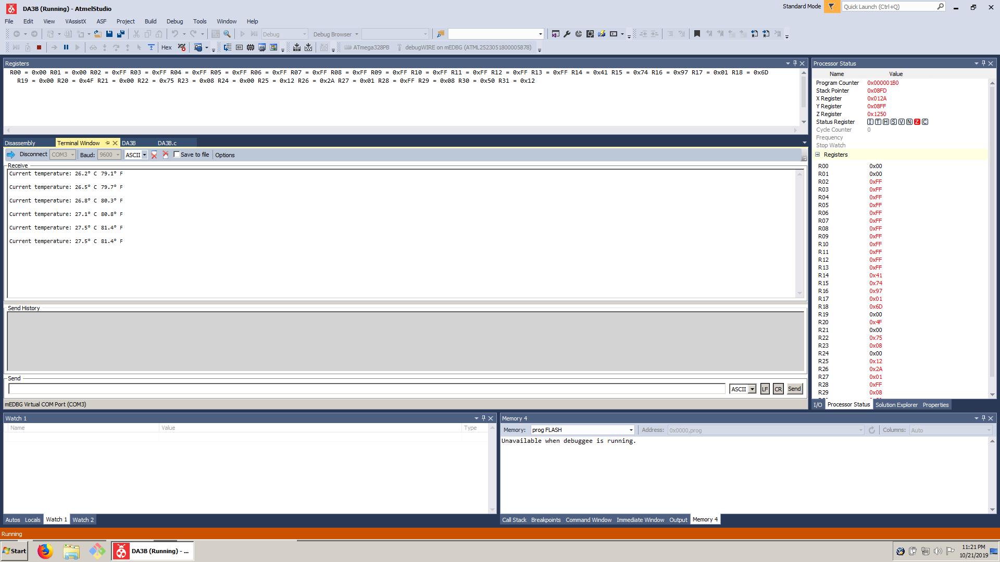 DA3B (Running) - AtmelStudio
Standard Mode
Quick Launch (Ctrl+Q)
File Edit View VAssistX ASF Project Build Debug Tools Window Help
Debug Debug Browser
Hex ATmega328PB debugWIRE on mEDBG (ATML2523051800005878)
Registers
R00 = 0x00 R01 = 0x00 R02 = 0xFF R03 = 0xFF R04 = 0xFF R05 = 0xFF R06 = 0xFF R07 = 0xFF R08 = 0xFF R09 = 0xFF R10 = 0xFF R11 = 0xFF R12 = 0xFF R13 = 0xFF R14 = 0x41 R15 = 0x74 R16 = 0x97 R17 = 0x01 R18 = 0x6D
R19 = 0x00 R20 = 0x4F R21 = 0x00 R22 = 0x75 R23 = 0x08 R24 = 0x00 R25 = 0x12 R26 = 0x2A R27 = 0x01 R28 = 0xFF R29 = 0x08 R30 = 0x50 R31 = 0x12
Disassembly Terminal Window DA3B DA3B.c
Disconnect COM3 Baud: 9600 ASCII Save to file Options
Receive
Current temperature: 26.2° C 79.1° F
Current temperature: 26.5° C 79.7° F
Current temperature: 26.8° C 80.3° F
Current temperature: 27.1° C 80.8° F
Current temperature: 27.5° C 81.4° F
Current temperature: 27.5° C 81.4° F
Send History
Send
ASCII LF CR Send
mEDBG Virtual COM Port (COM3)
Processor Status
Name Value
Program Counter 0x000001B0
Stack Pointer 0x08FD
X Register 0x012A
Y Register 0x08FF
Z Register 0x1250
Status Register I T H S V N Z C
Cycle Counter 0
Frequency
Stop Watch
Registers
R00 0x00
R01 0x00
R02 0xFF
R03 0xFF
R04 0xFF
R05 0xFF
R06 0xFF
R07 0xFF
R08 0xFF
R09 0xFF
R10 0xFF
R11 0xFF
R12 0xFF
R13 0xFF
R14 0x41
R15 0x74
R16 0x97
R17 0x01
R18 0x6D
R19 0x00
R20 0x4F
R21 0x00
R22 0x75
R23 0x08
R24 0x00
R25 0x12
R26 0x2A
R27 0x01
R28 0xFF
R29 0x08
I/O Processor Status Solution Explorer Properties
Watch 1
Name Value Type
Autos Locals Watch 1 Watch 2
Memory 4
Memory: prog FLASH Address: 0x0000,prog Columns: Auto
Unavailable when debuggee is running.
Call Stack Breakpoints Command Window Immediate Window Output Memory 4
Running
Start
DA3B (Running) - ...
11:21 PM
10/21/2019